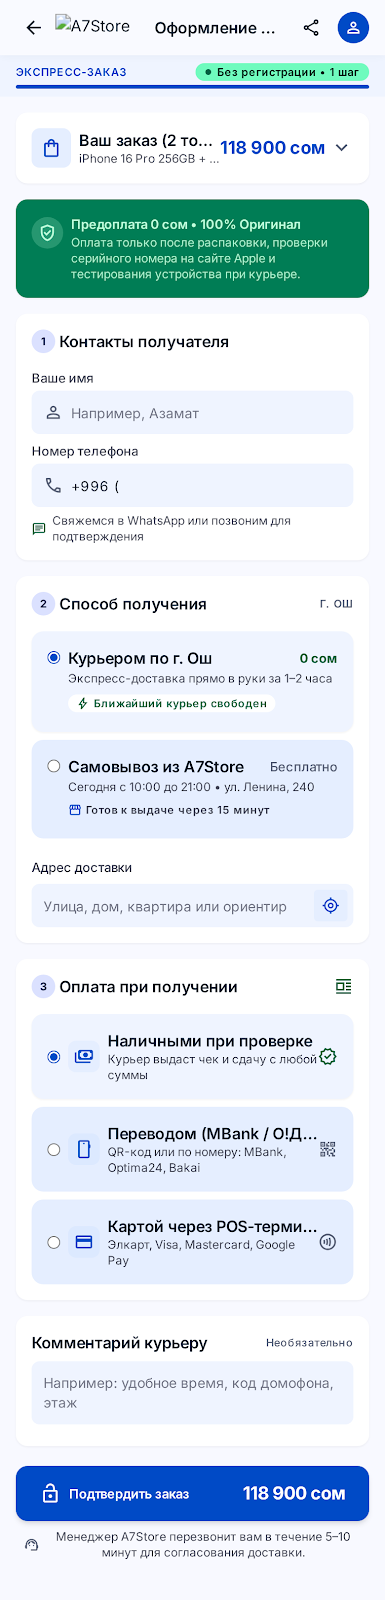 A7Store
Оформление ...
ЭКСПРЕСС-ЗАКАЗ
Без регистрации • 1 шаг
Ваш заказ (2 то...
118 900 сом
iPhone 16 Pro 256GB + ...
Предоплата 0 сом • 100% Оригинал
Оплата только после распаковки, проверки
серийного номера на сайте Apple и
тестирования устройства при курьере.
1 Контакты получателя
Ваше имя
Например, Азамат
Номер телефона
+996 (
Свяжемся в WhatsApp или позвоним для
подтверждения
2 Способ получения
Г. ОШ
Курьером по г. Ош
0 сом
Экспресс-доставка прямо в руки за 1–2 часа
Ближайший курьер свободен
Самовывоз из A7Store
Бесплатно
Сегодня с 10:00 до 21:00 • ул. Ленина, 240
Готов к выдаче через 15 минут
Адрес доставки
Улица, дом, квартира или ориентир
3 Оплата при получении
Наличными при проверке
Курьер выдаст чек и сдачу с любой
суммы
Переводом (MBank / О!Д...
QR-код или по номеру: MBank,
Optima24, Bakai
Картой через POS-терми...
Элкарт, Visa, Mastercard, Google
Pay
Комментарий курьеру
Необязательно
Например: удобное время, код домофона,
этаж
Подтвердить заказ
118 900 сом
Менеджер A7Store перезвонит вам в течение 5–10
минут для согласования доставки.